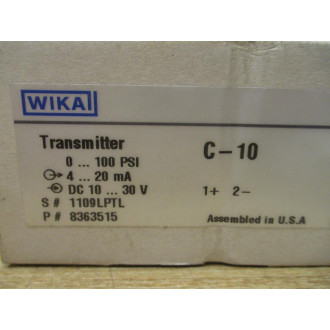 WIKA
Transmitter
C-10
0 ... 100 PSI
4 ... 20 mA
DC 10 ... 30 V
1+ 2-
S # 1109LPTL
P # 8363515
Assembled in U.S.A